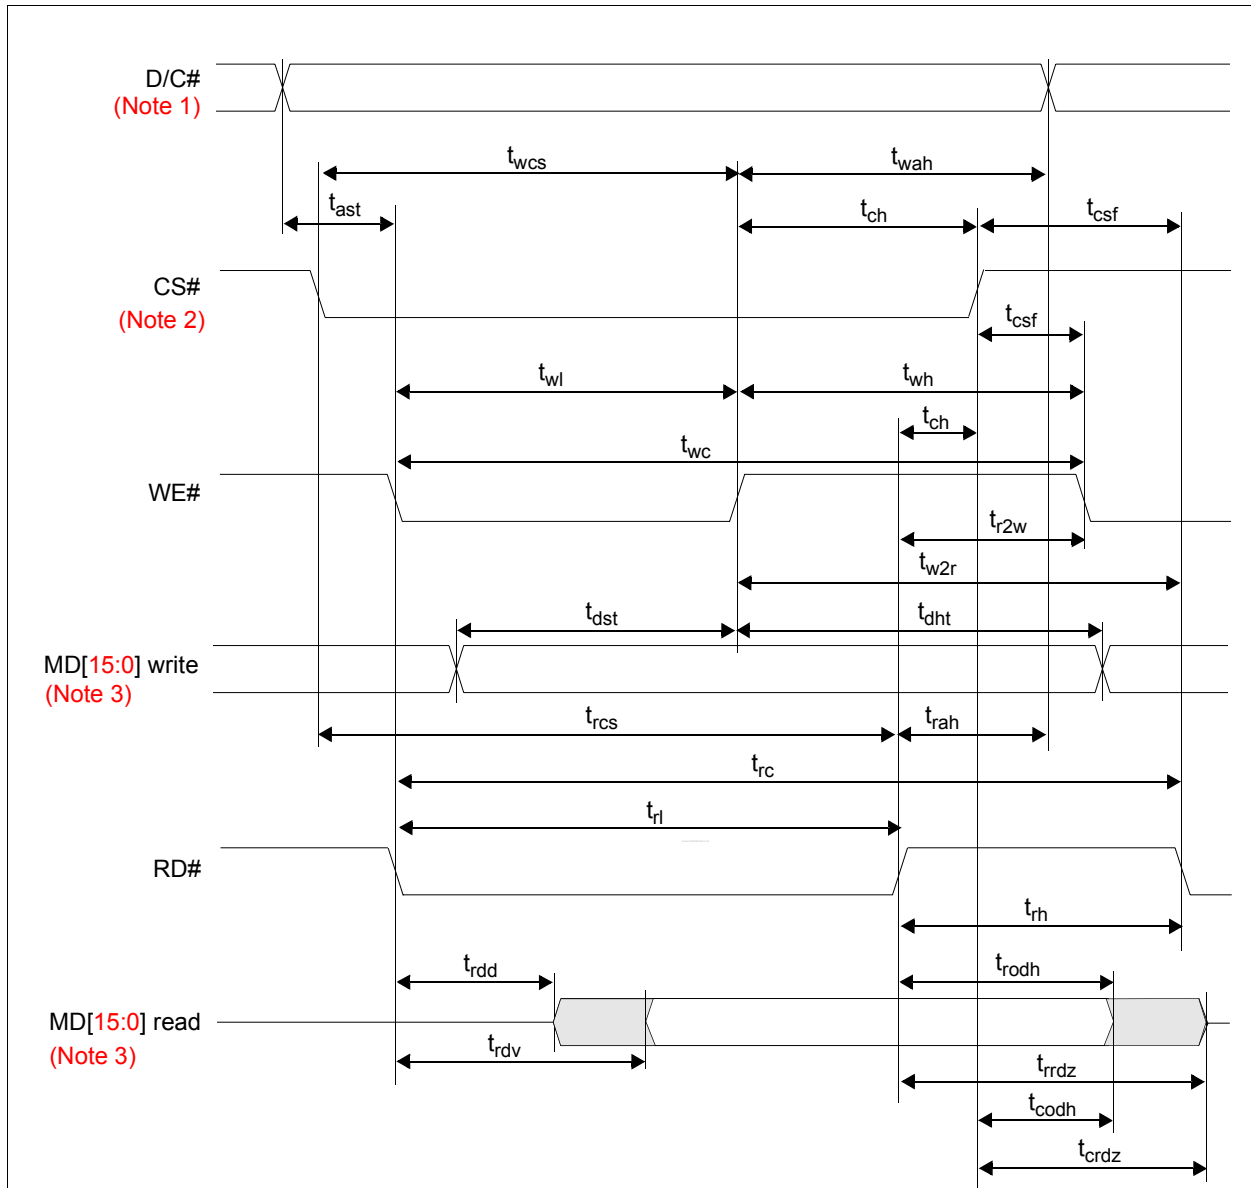 D/C#
(Note 1)
twcs
twah
tast
tch
tcsf
CS#
(Note 2)
tcsf
twl
twh
tch
twc
WE#
tr2w
tw2r
tdst
tdht
MD[15:0] write
(Note 3)
trcs
trah
trc
trl
RD#
trh
trdd
trodh
MD[15:0] read
(Note 3)
trdv
trrdz
tcodh
tcrdz